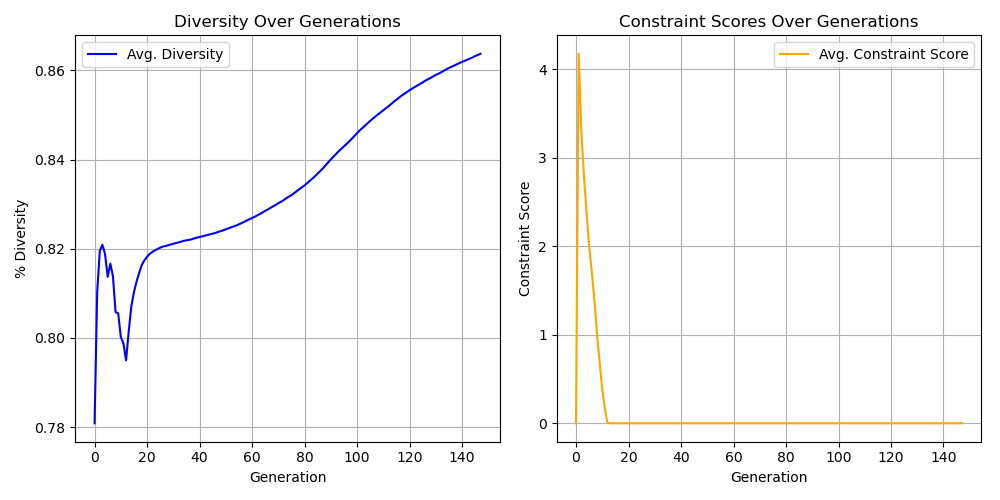 Diversity Over Generations
Avg. Diversity
% Diversity
0.86
0.84
0.82
0.80
0.78
0 20 40 60 80 100 120 140
Generation
Constraint Scores Over Generations
Avg. Constraint Score
Constraint Score
4
3
2
1
0
0 20 40 60 80 100 120 140
Generation